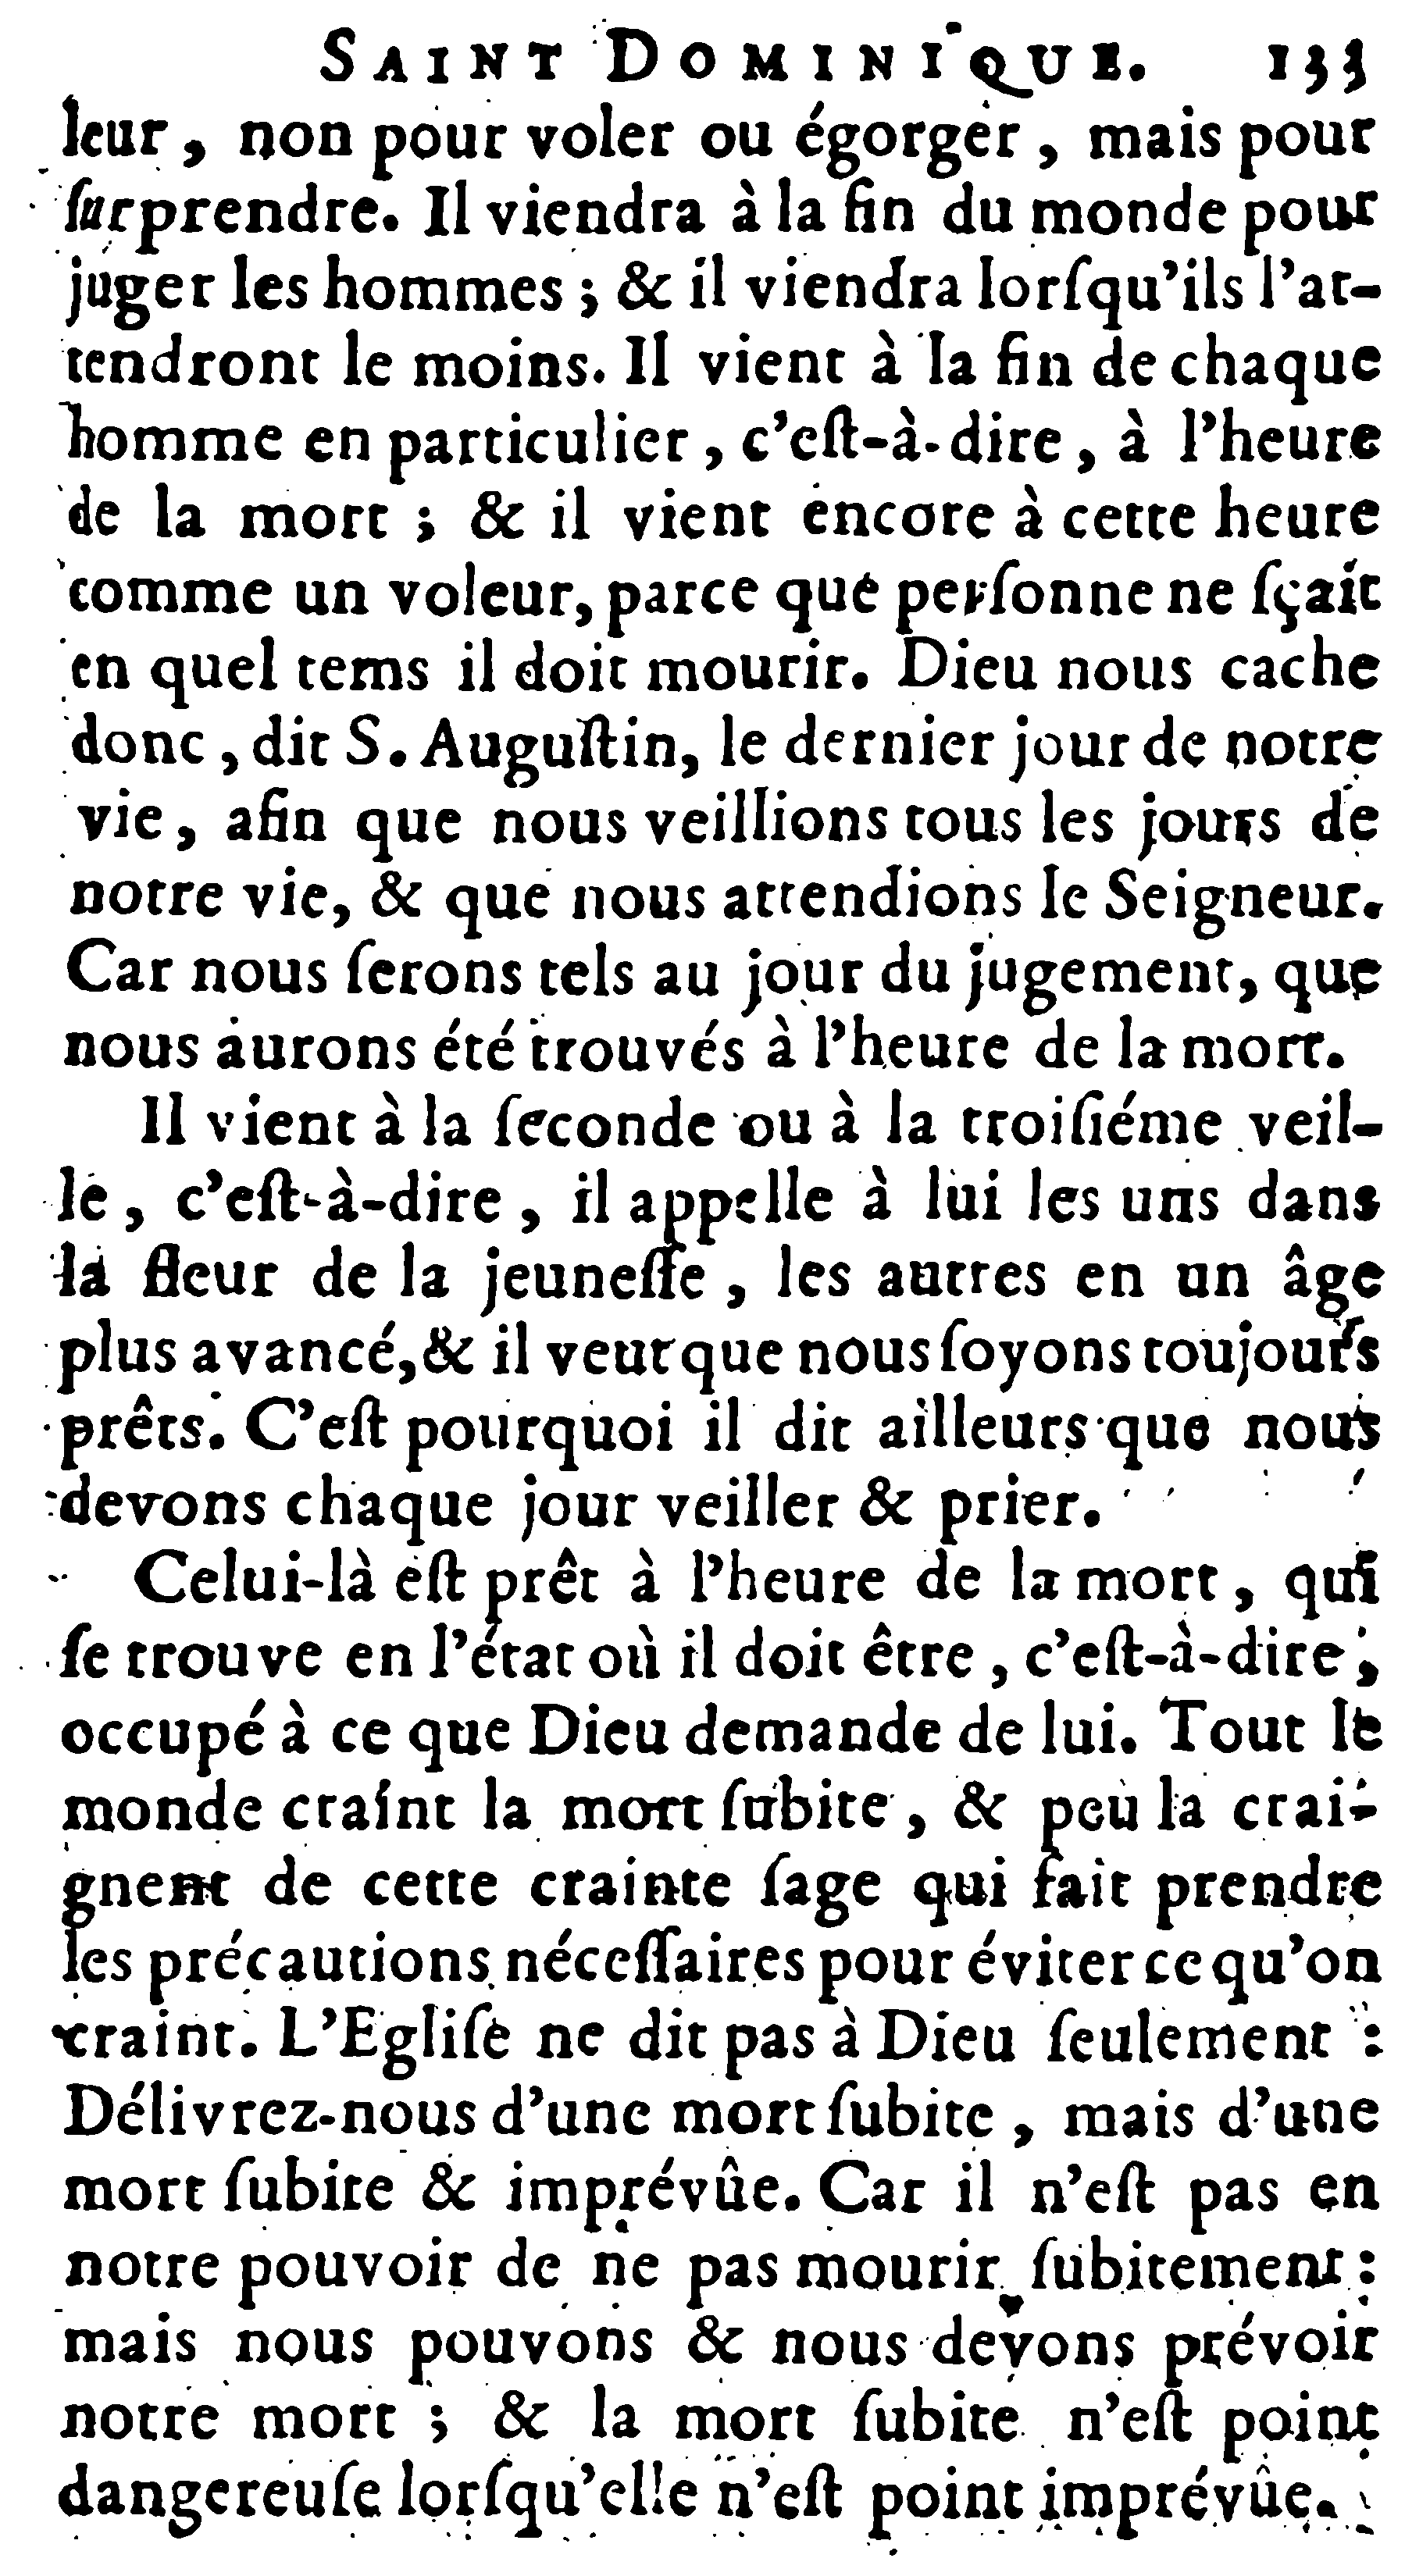 SAINT DOMINIQUE. 133
leur, non pour voler ou égorger, mais pour
ſurprendre. Il viendra à la fin du monde pour
juger les hommes ; & il viendra lorſqu'ils l'at-
tendront le moins. Il vient à la fin de chaque
homme en particulier, c'eſt-à-dire, à l'heure
de la mort ; & il vient encore à cette heure
comme un voleur, parce que perſonne ne ſçait
en quel tems il doit mourir. Dieu nous cache
donc, dit S. Auguſtin, le dernier jour de notre
vie, afin que nous veillions tous les jours de
notre vie, & que nous attendions le Seigneur.
Car nous ſerons tels au jour du jugement, que
nous aurons été trouvés à l'heure de la mort.
Il vient à la ſeconde ou à la troiſiéme veil-
le, c'eſt-à-dire, il appelle à lui les uns dans
la fleur de la jeuneſſe, les autres en un âge
plus avancé, & il veut que nous ſoyons toujours
prêts. C'eſt pourquoi il dit ailleurs que nous
devons chaque jour veiller & prier.
Celui-là eſt prêt à l'heure de la mort, qui
ſe trouve en l'état où il doit être, c'eſt-à-dire,
occupé à ce que Dieu demande de lui. Tout le
monde craint la mort ſubite, & peu la crai-
gnent de cette crainte ſage qui fait prendre
les précautions néceſſaires pour éviter ce qu'on
craint. L'Egliſe ne dit pas à Dieu ſeulement :
Délivrez-nous d'une mort ſubite, mais d'une
mort ſubite & imprévûe. Car il n'eſt pas en
notre pouvoir de ne pas mourir ſubitement :
mais nous pouvons & nous devons prévoir
notre mort ; & la mort ſubite n'eſt point
dangereuſe lorſqu'elle n'eſt point imprévûe.